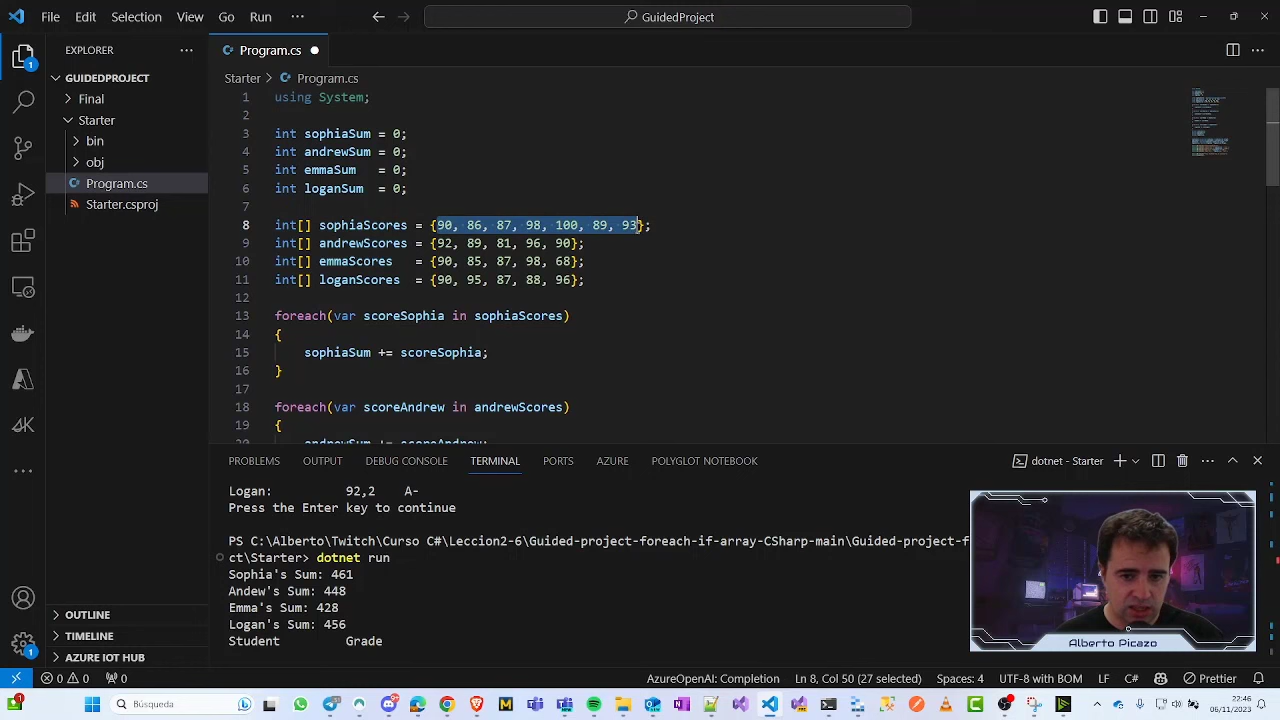 File Edit Selection View Go Run ··· GuidedProject
EXPLORER ···
GUIDEDPROJECT
Final
Starter
bin
obj
Program.cs
Starter.csproj
OUTLINE
TIMELINE
AZURE IOT HUB
Program.cs
Starter > Program.cs
1 using System;
2
3 int sophiaSum = 0;
4 int andrewSum = 0;
5 int emmaSum = 0;
6 int loganSum = 0;
7
8 int[] sophiaScores = {90, 86, 87, 98, 100, 89, 93};
9 int[] andrewScores = {92, 89, 81, 96, 90};
10 int[] emmaScores = {90, 85, 87, 98, 68};
11 int[] loganScores = {90, 95, 87, 88, 96};
12
13 foreach(var scoreSophia in sophiaScores)
14 {
15 sophiaSum += scoreSophia;
16 }
17
18 foreach(var scoreAndrew in andrewScores)
19 {
20 andrewSum += scoreAndrew;
PROBLEMS OUTPUT DEBUG CONSOLE TERMINAL PORTS AZURE POLYGLOT NOTEBOOK dotnet - Starter
Logan: 92,2 A-
Press the Enter key to continue
PS C:\Alberto\Twitch\Curso C#\Leccion2-6\Guided-project-foreach-if-array-CSharp-main\Guided-project-f
ct\Starter> dotnet run
Sophia's Sum: 461
Andew's Sum: 448
Emma's Sum: 428
Logan's Sum: 456
Student Grade
Alberto Picazo
0 0 0 AzureOpenAI: Completion Ln 8, Col 50 (27 selected) Spaces: 4 UTF-8 with BOM LF C# Prettier
Búsqueda
22:46
06/11/2023